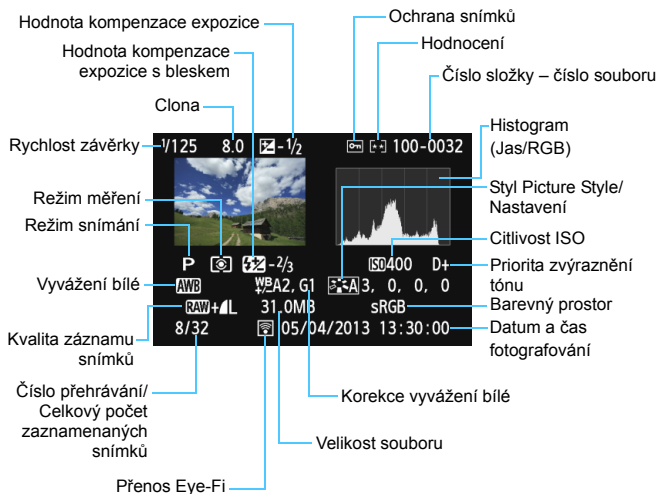 Hodnota kompenzace expozice
Ochrana snímků
Hodnota kompenzace
expozice s bleskem
Hodnocení
Číslo složky – číslo souboru
Clona
Histogram
(Jas/RGB)
Rychlost závěrky
1/125 8.0 -1/2 100-0032
Režim měření
Styl Picture Style/
Nastavení
Režim snímání
Citlivost ISO
P -2/3 ISO400 D+
Priorita zvýraznění
tónu
Vyvážení bílé
AWB WB+/- A2, G1 A 3, 0, 0, 0
RAW+L 31.0MB sRGB
Barevný prostor
8/32 05/04/2013 13:30:00
Datum a čas
fotografování
Kvalita záznamu
snímků
Číslo přehrávání/
Celkový počet
zaznamenaných
snímků
Korekce vyvážení bílé
Velikost souboru
Přenos Eye-Fi